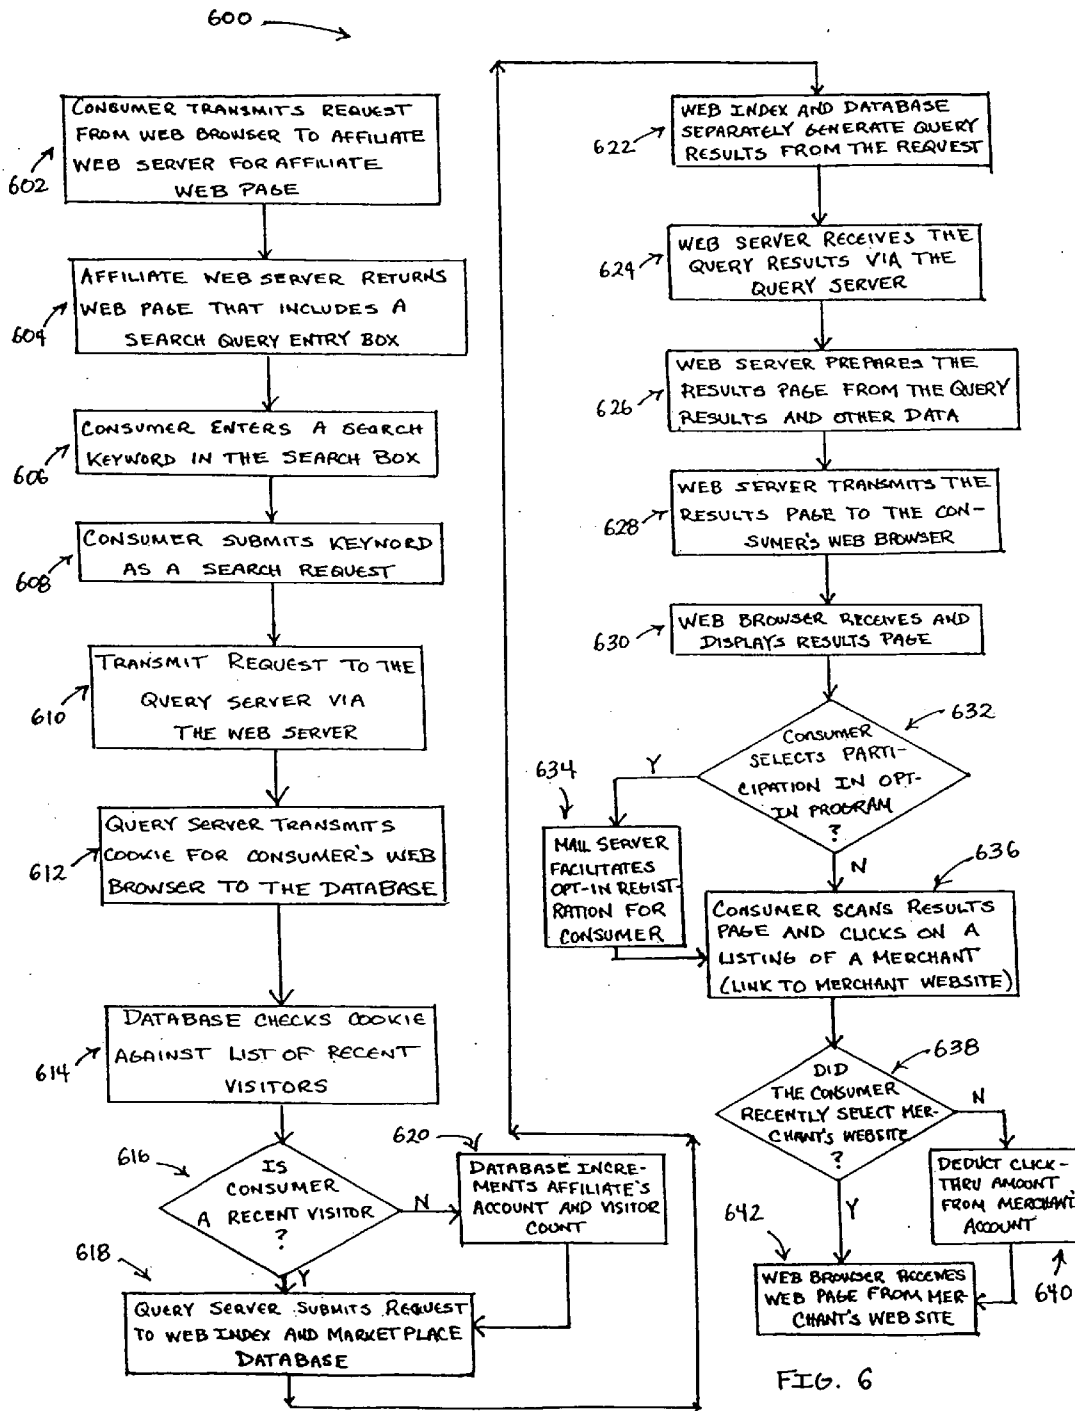 600
CONSUMER TRANSMITS REQUEST
FROM WEB BROWSER TO AFFILIATE
WEB SERVER FOR AFFILIATE
WEB PAGE
602
AFFILIATE WEB SERVER RETURNS
WEB PAGE THAT INCLUDES A
SEARCH QUERY ENTRY BOX
604
CONSUMER ENTERS A SEARCH
KEYWORD IN THE SEARCH BOX
606
CONSUMER SUBMITS KEYWORD
AS A SEARCH REQUEST
608
TRANSMIT REQUEST TO THE
QUERY SERVER VIA
THE WEB SERVER
610
QUERY SERVER TRANSMITS
COOKIE FOR CONSUMER'S WEB
BROWSER TO THE DATABASE
612
DATABASE CHECKS COOKIE
AGAINST LIST OF RECENT
VISITORS
614
616
IS
CONSUMER
A RECENT VISITOR
?
N
Y
620
DATABASE INCRE-
MENTS AFFILIATE'S
ACCOUNT AND VISITOR
COUNT
618
QUERY SERVER SUBMITS REQUEST
TO WEB INDEX AND MARKETPLACE
DATABASE
WEB INDEX AND DATABASE
SEPARATELY GENERATE QUERY
RESULTS FROM THE REQUEST
622
WEB SERVER RECEIVES THE
QUERY RESULTS VIA THE
QUERY SERVER
624
WEB SERVER PREPARES THE
RESULTS PAGE FROM THE QUERY
RESULTS AND OTHER DATA
626
WEB SERVER TRANSMITS THE
RESULTS PAGE TO THE CON-
SUMER'S WEB BROWSER
628
WEB BROWSER RECEIVES AND
DISPLAYS RESULTS PAGE
630
632
CONSUMER
SELECTS PARTI-
CIPATION IN OPT-
IN PROGRAM
?
Y
N
634
MAIL SERVER
FACILITATES
OPT-IN REGIST-
RATION FOR
CONSUMER
636
CONSUMER SCANS RESULTS
PAGE AND CLICKS ON A
LISTING OF A MERCHANT
(LINK TO MERCHANT WEBSITE)
638
DID
THE CONSUMER
RECENTLY SELECT MER-
CHANT'S WEBSITE
?
N
Y
DEDUCT CLICK-
THRU AMOUNT
FROM MERCHANT'S
ACCOUNT
640
642
WEB BROWSER RECEIVES
WEB PAGE FROM MER-
CHANT'S WEBSITE
FIG. 6